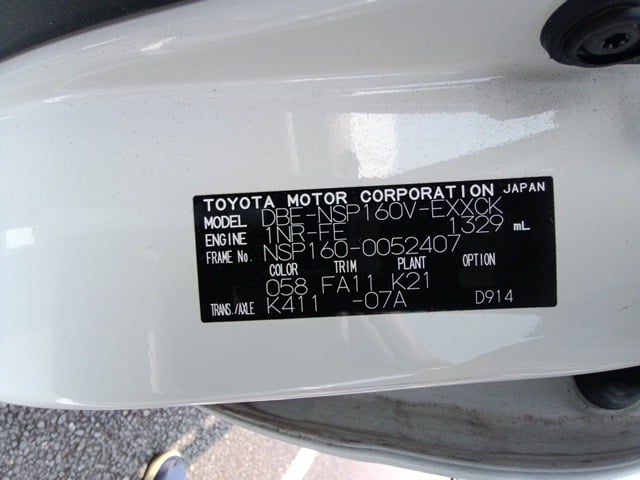 TOYOTA MOTOR CORPORATION JAPAN
MODEL DBE-NSP160V-EXXCK
ENGINE 1NR-FE 1329 mL
FRAME No. NSP160-0052407
COLOR TRIM PLANT OPTION
058 FA11 K21
TRANS./AXLE K411 -07A D914